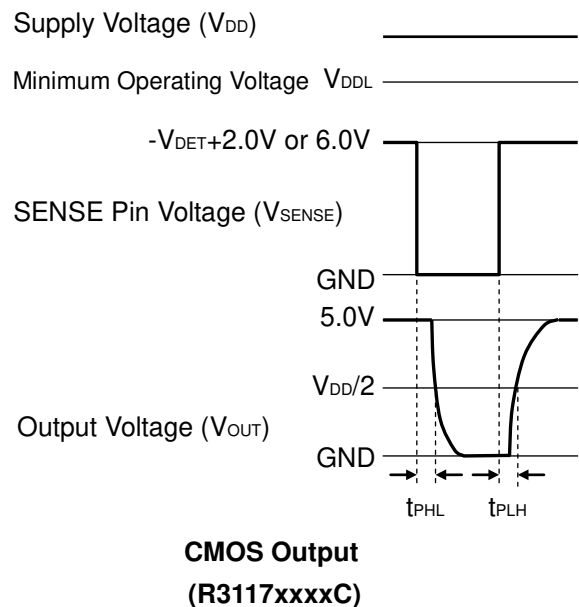 Supply Voltage (VDD)
Minimum Operating Voltage VDDL
-VDET+2.0V or 6.0V
SENSE Pin Voltage (VSENSE)
GND
5.0V
VDD/2
Output Voltage (VOUT)
GND
tPHL tPLH
CMOS Output
(R3117xxxxC)